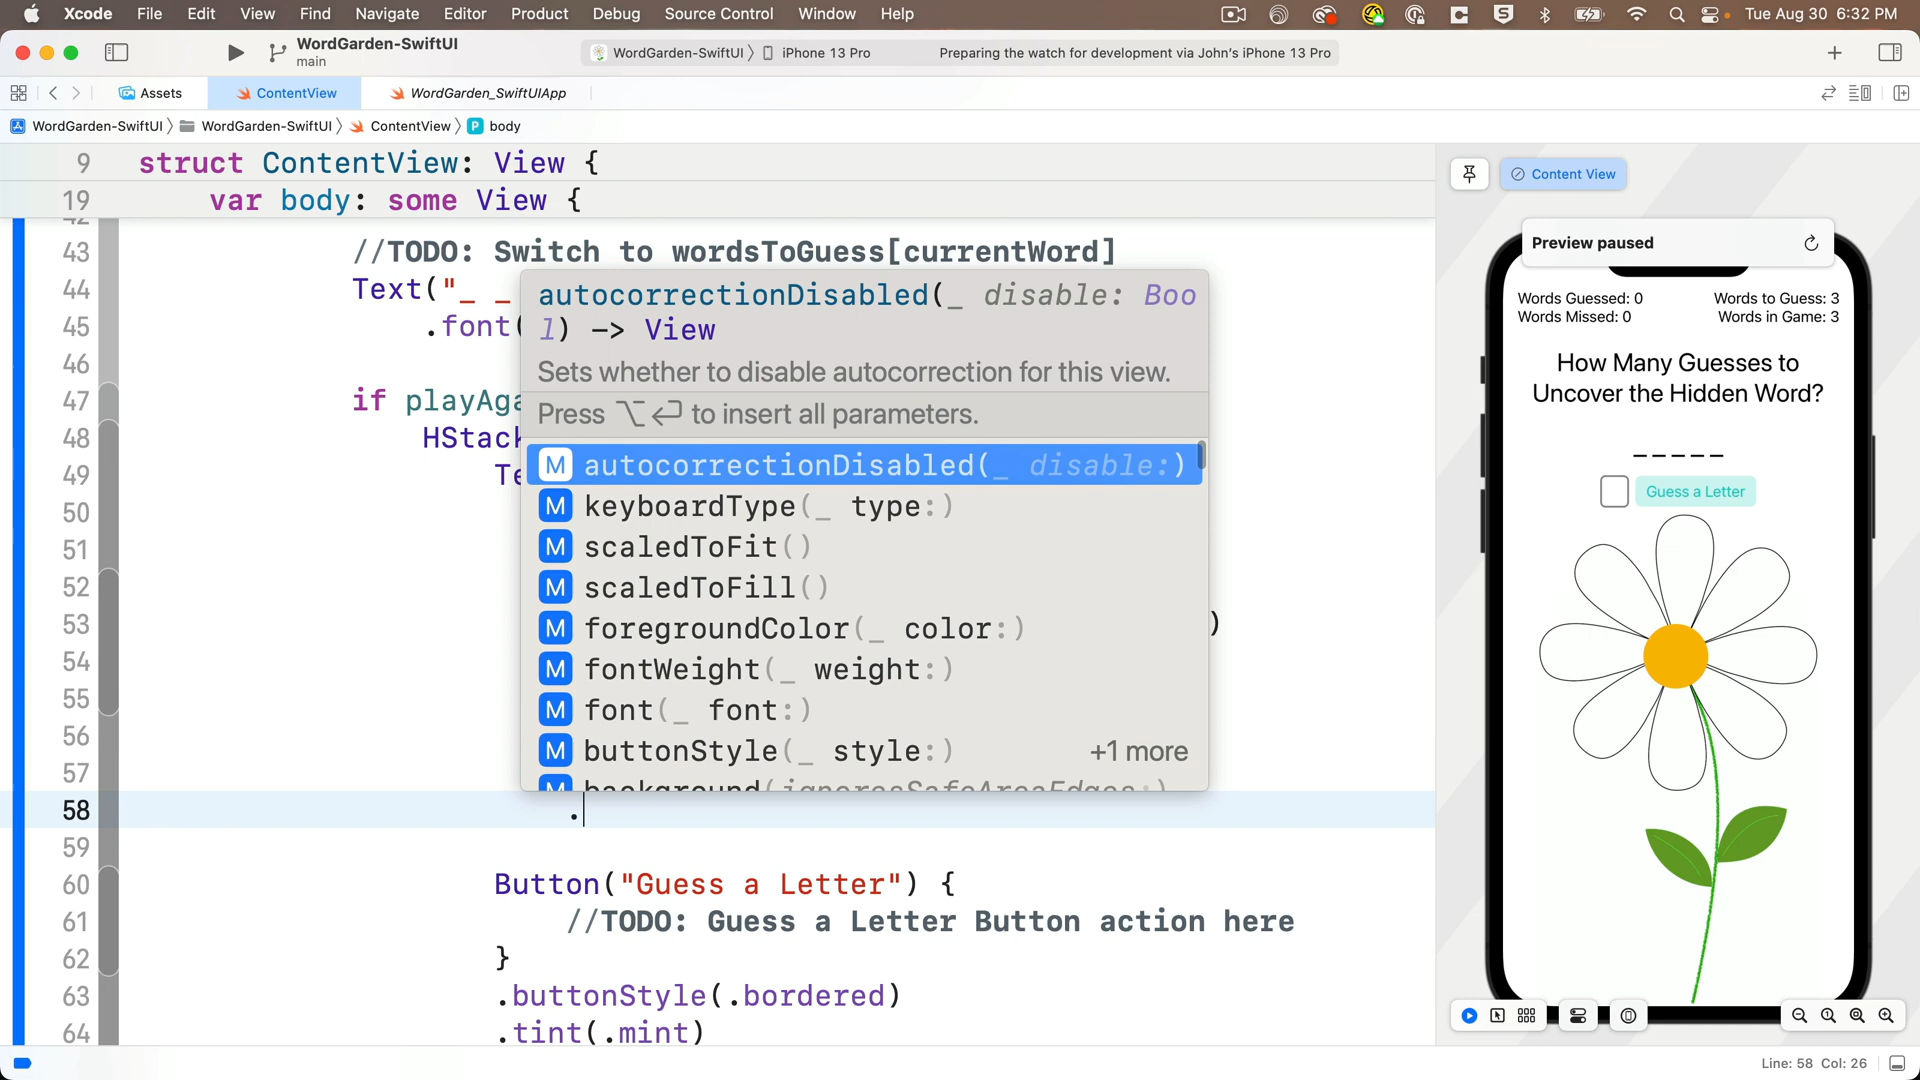 Xcode File Edit View Find Navigate Editor Product Debug Source Control Window Help Tue Aug 30 6:32 PM
WordGarden-SwiftUI
main
WordGarden-SwiftUI iPhone 13 Pro Preparing the watch for development via John's iPhone 13 Pro
Assets ContentView WordGarden_SwiftUIApp
WordGarden-SwiftUI WordGarden-SwiftUI ContentView body
9 struct ContentView: View {
19 var body: some View {
42
43 //TODO: Switch to wordsToGuess[currentWord]
44 Text("_ _
45 .font(
46
47 if playAga
48 HStack
49 Te
50
51
52
53 )
54
55
56
57
58 .
59
60 Button("Guess a Letter") {
61 //TODO: Guess a Letter Button action here
62 }
63 .buttonStyle(.bordered)
64 .tint(.mint)
autocorrectionDisabled(_ disable: Boo
l) -> View
Sets whether to disable autocorrection for this view.
Press ⌥⏎ to insert all parameters.
M autocorrectionDisabled(_ disable:)
M keyboardType(_ type:)
M scaledToFit()
M scaledToFill()
M foregroundColor(_ color:)
M fontWeight(_ weight:)
M font(_ font:)
M buttonStyle(_ style:) +1 more
M background(ignoresSafeAreaEdges:)
Content View
Preview paused
Words Guessed: 0 Words to Guess: 3
Words Missed: 0 Words in Game: 3
How Many Guesses to
Uncover the Hidden Word?
_ _ _ _ _
Guess a Letter
Line: 58 Col: 26